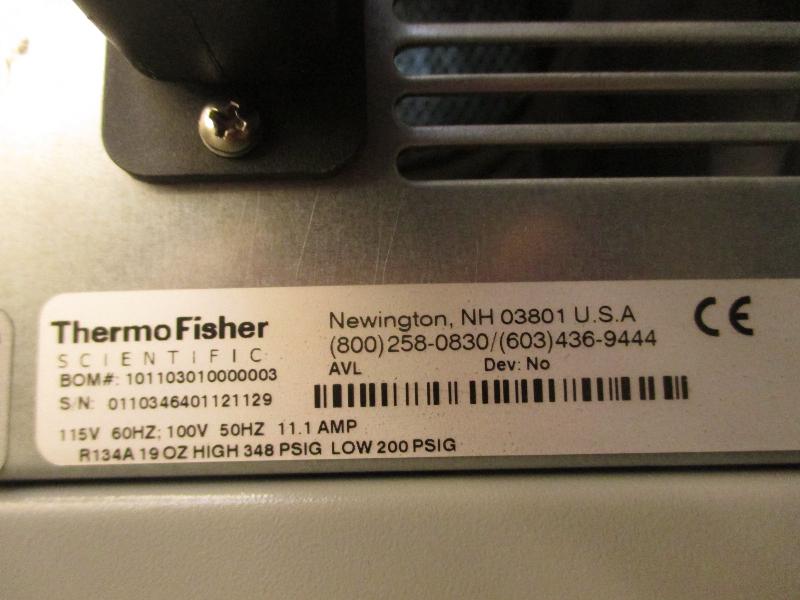 ThermoFisher
SCIENTIFIC
Newington, NH 03801 U.S.A
(800)258-0830/(603)436-9444
CE
BOM#: 101103010000003
AVL Dev: No
S/N: 0110346401121129
115V 60HZ; 100V 50HZ 11.1 AMP
R134A 19 OZ HIGH 348 PSIG LOW 200 PSIG